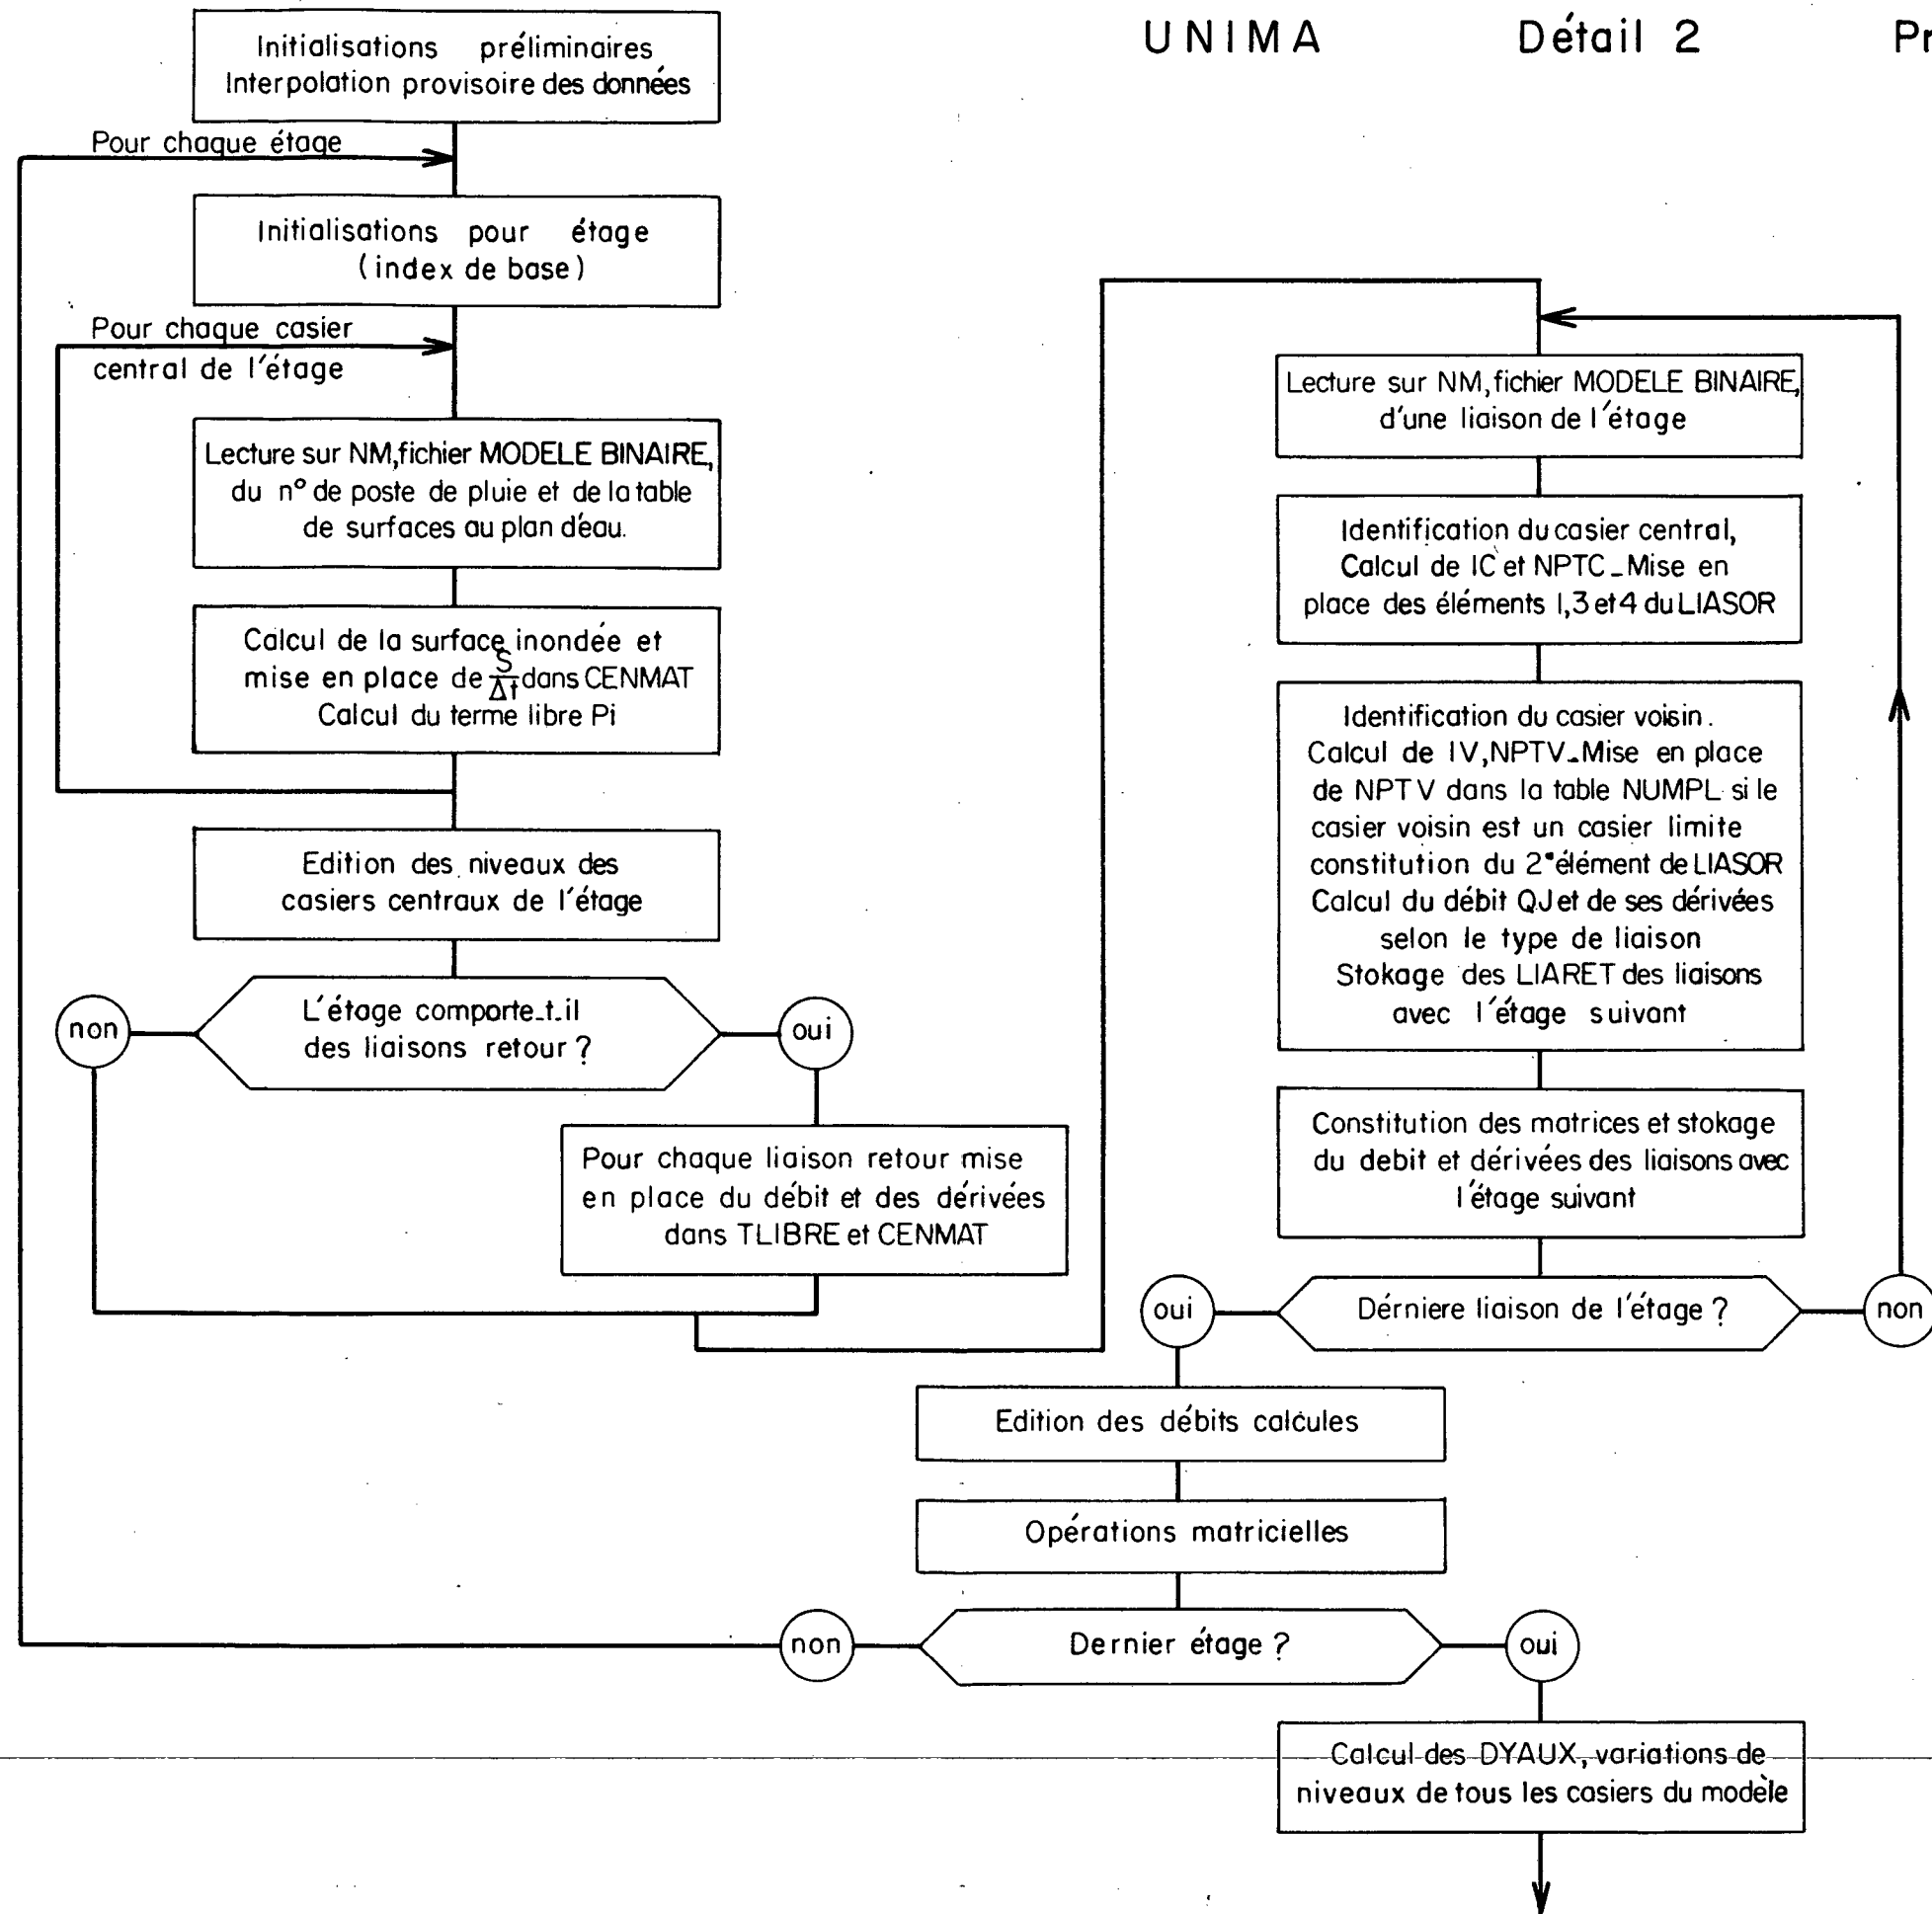 UNIMA Détail 2 Pr
Initialisations préliminaires
Interpolation provisoire des données
Pour chaque étage
Initialisations pour étage
(index de base)
Pour chaque casier
central de l'étage
Lecture sur NM, fichier MODELE BINAIRE,
du n° de poste de pluie et de la table
de surfaces au plan d'éau.
Calcul de la surface inondée et
mise en place de S/Δt dans CENMAT
Calcul du terme libre Pi
Edition des niveaux des
casiers centraux de l'étage
L'étage comporte_t_il
des liaisons retour ?
non
oui
Pour chaque liaison retour mise
en place du débit et des dérivées
dans TLIBRE et CENMAT
Lecture sur NM, fichier MODELE BINAIRE,
d'une liaison de l'étage
Identification du casier central,
Calcul de IC et NPTC _ Mise en
place des éléments 1,3 et 4 du LIASOR
Identification du casier voisin.
Calcul de IV, NPTV _ Mise en place
de NPTV dans la table NUMPL si le
casier voisin est un casier limite
constitution du 2° élément de LIASOR
Calcul du débit QJ et de ses dérivées
selon le type de liaison
Stokage des LIARET des liaisons
avec l'étage suivant
Constitution des matrices et stokage
du debit et dérivées des liaisons avec
l'étage suivant
Dérniere liaison de l'étage ?
oui
non
Edition des débits calcules
Opérations matricielles
Dernier étage ?
non
oui
Calcul des DYAUX, variations de
niveaux de tous les casiers du modèle